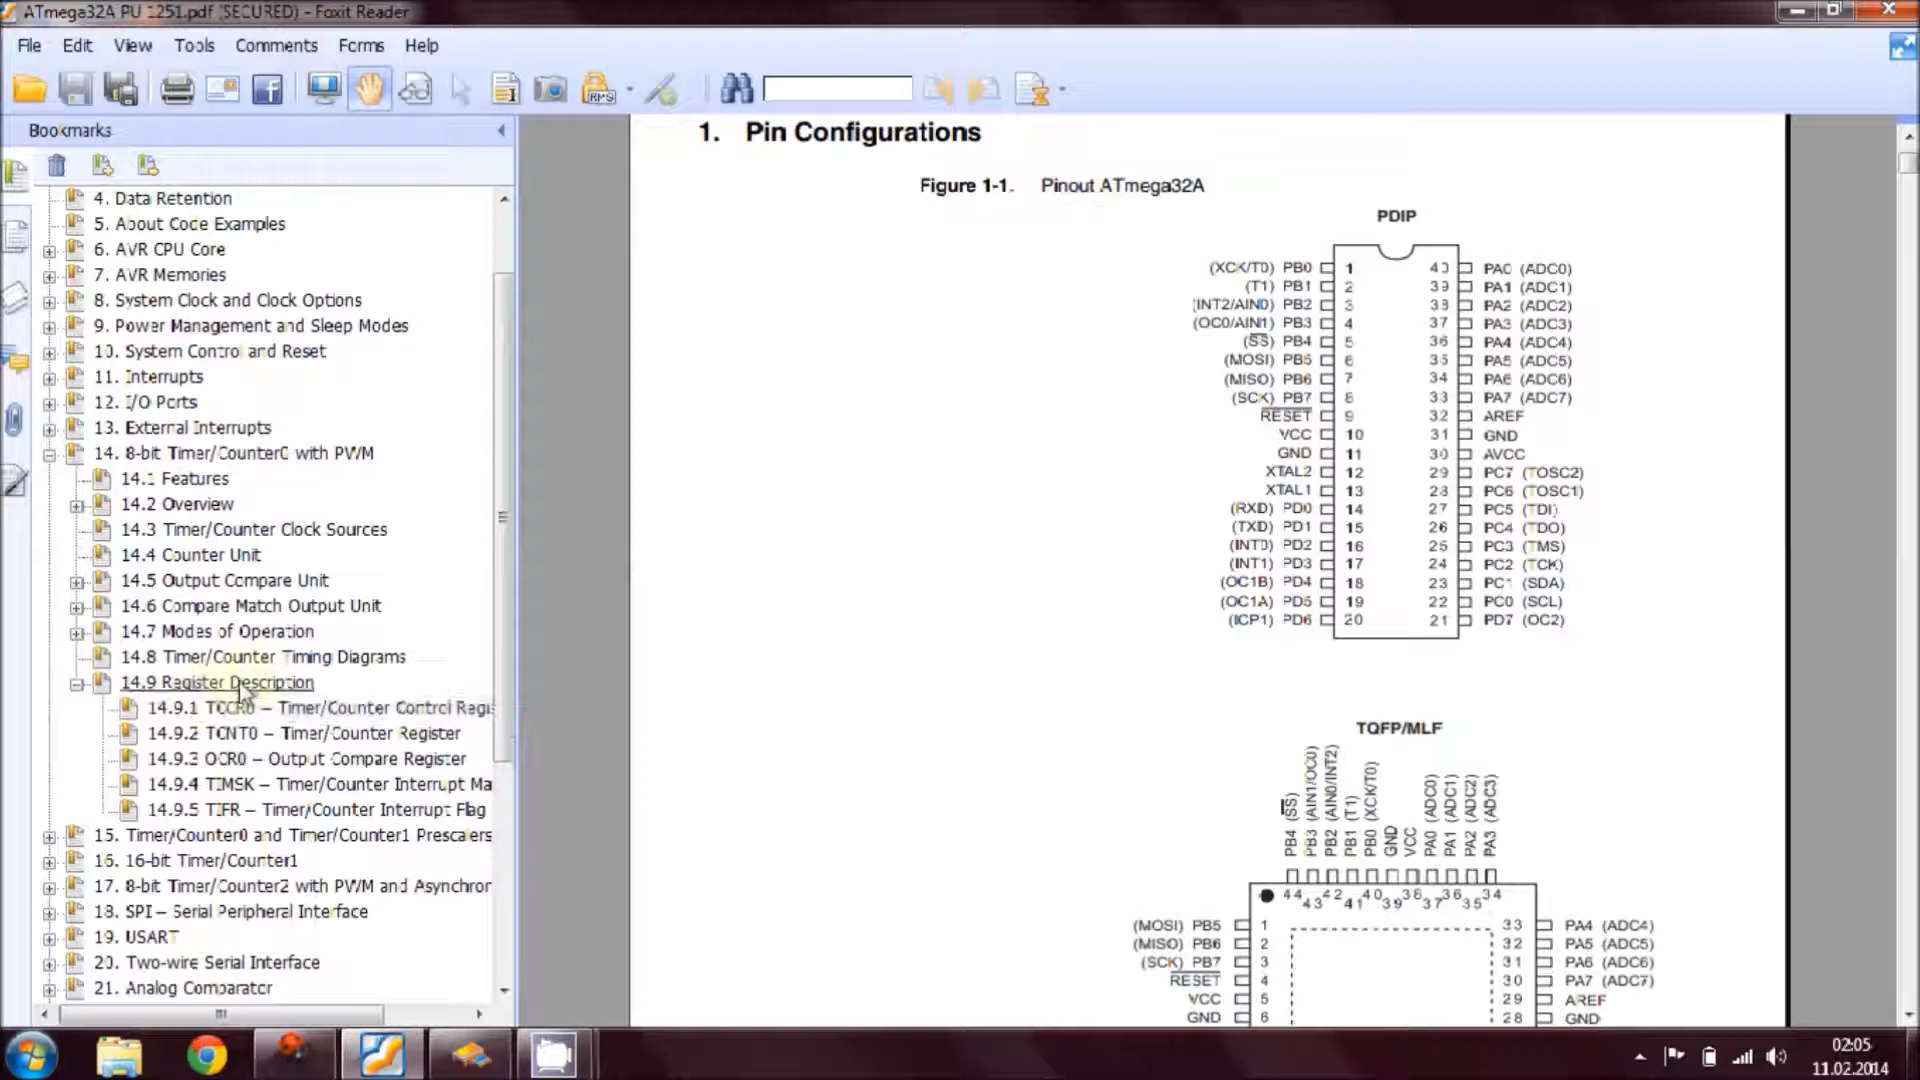 ATmega32A PU 1251.pdf (SECURED) - Foxit Reader
File Edit View Tools Comments Forms Help
RPS
Bookmarks
4. Data Retention
5. About Code Examples
6. AVR CPU Core
7. AVR Memories
8. System Clock and Clock Options
9. Power Management and Sleep Modes
10. System Control and Reset
11. Interrupts
12. I/O Ports
13. External Interrupts
14. 8-bit Timer/Counter0 with PWM
14.1 Features
14.2 Overview
14.3 Timer/Counter Clock Sources
14.4 Counter Unit
14.5 Output Compare Unit
14.6 Compare Match Output Unit
14.7 Modes of Operation
14.8 Timer/Counter Timing Diagrams
14.9 Register Description
14.9.1 TCCR0 – Timer/Counter Control Regi
14.9.2 TCNT0 – Timer/Counter Register
14.9.3 OCR0 – Output Compare Register
14.9.4 TIMSK – Timer/Counter Interrupt Ma
14.9.5 TIFR – Timer/Counter Interrupt Flag
15. Timer/Counter0 and Timer/Counter1 Prescalers
16. 16-bit Timer/Counter1
17. 8-bit Timer/Counter2 with PWM and Asynchron
18. SPI – Serial Peripheral Interface
19. USART
20. Two-wire Serial Interface
21. Analog Comparator
1. Pin Configurations
Figure 1-1. Pinout ATmega32A
PDIP
(XCK/T0) PB0 1 40 PA0 (ADC0)
(T1) PB1 2 39 PA1 (ADC1)
(INT2/AIN0) PB2 3 38 PA2 (ADC2)
(OC0/AIN1) PB3 4 37 PA3 (ADC3)
(SS) PB4 5 36 PA4 (ADC4)
(MOSI) PB5 6 35 PA5 (ADC5)
(MISO) PB6 7 34 PA6 (ADC6)
(SCK) PB7 8 33 PA7 (ADC7)
RESET 9 32 AREF
VCC 10 31 GND
GND 11 30 AVCC
XTAL2 12 29 PC7 (TOSC2)
XTAL1 13 28 PC6 (TOSC1)
(RXD) PD0 14 27 PC5 (TDI)
(TXD) PD1 15 26 PC4 (TDO)
(INT0) PD2 16 25 PC3 (TMS)
(INT1) PD3 17 24 PC2 (TCK)
(OC1B) PD4 18 23 PC1 (SDA)
(OC1A) PD5 19 22 PC0 (SCL)
(ICP1) PD6 20 21 PD7 (OC2)
TQFP/MLF
PB4 (SS)
PB3 (AIN1/OC0)
PB2 (AIN0/INT2)
PB1 (T1)
PB0 (XCK/T0)
GND
VCC
PA0 (ADC0)
PA1 (ADC1)
PA2 (ADC2)
PA3 (ADC3)
44 43 42 41 40 39 38 37 36 35 34
(MOSI) PB5 1 33 PA4 (ADC4)
(MISO) PB6 2 32 PA5 (ADC5)
(SCK) PB7 3 31 PA6 (ADC6)
RESET 4 30 PA7 (ADC7)
VCC 5 29 AREF
GND 6 28 GND
02:05
11.02.2014